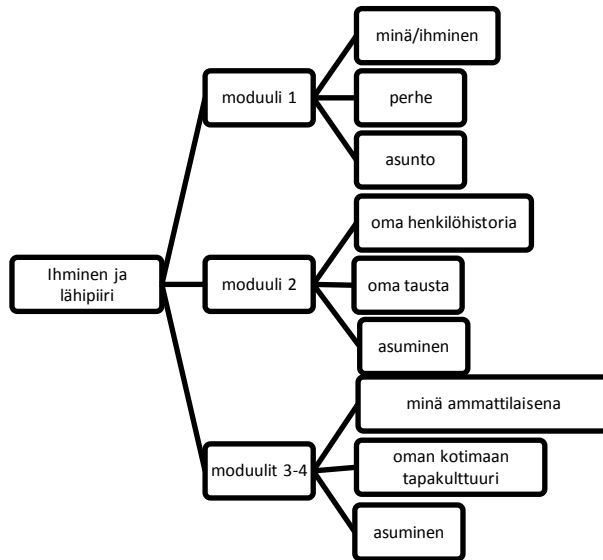 Ihminen ja
lähipiiri
moduuli 1
minä/ihminen
perhe
asunto
moduuli 2
oma henkilöhistoria
oma tausta
asuminen
moduulit 3-4
minä ammattilaisena
oman kotimaan
tapakulttuuri
asuminen